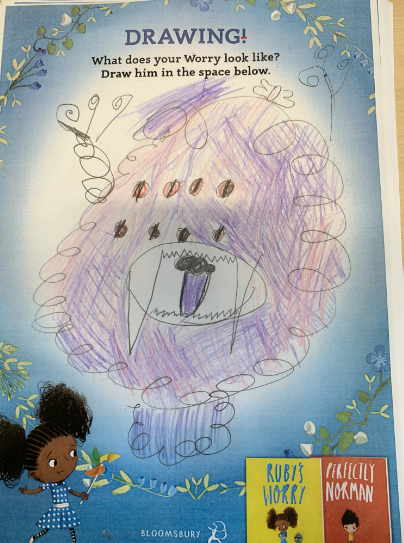 DRAWING!
What does your Worry look like?
Draw him in the space below.
RUBY'S
WORRY
PERFECTLY
NORMAN
BLOOMSBURY